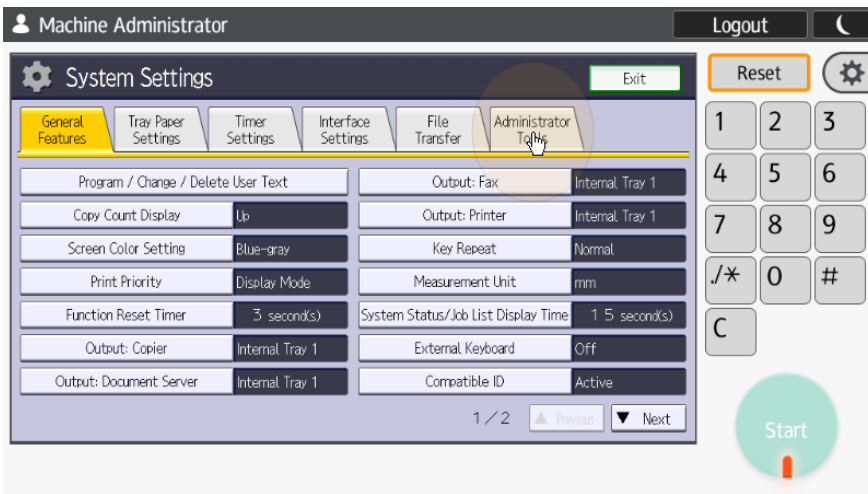 Machine Administrator
Logout
System Settings
Exit
Reset
General
Features
Tray Paper
Settings
Timer
Settings
Interface
Settings
File
Transfer
Administrator
Tools
Program / Change / Delete User Text
Output: Fax
Internal Tray 1
Copy Count Display
Up
Output: Printer
Internal Tray 1
Screen Color Setting
Blue-gray
Key Repeat
Normal
Print Priority
Display Mode
Measurement Unit
mm
Function Reset Timer
3 second(s)
System Status/Job List Display Time
15 second(s)
Output: Copier
Internal Tray 1
External Keyboard
Off
Output: Document Server
Internal Tray 1
Compatible ID
Active
1/2
▲ Previous
▼ Next
1
2
3
4
5
6
7
8
9
./*
0
#
C
Start